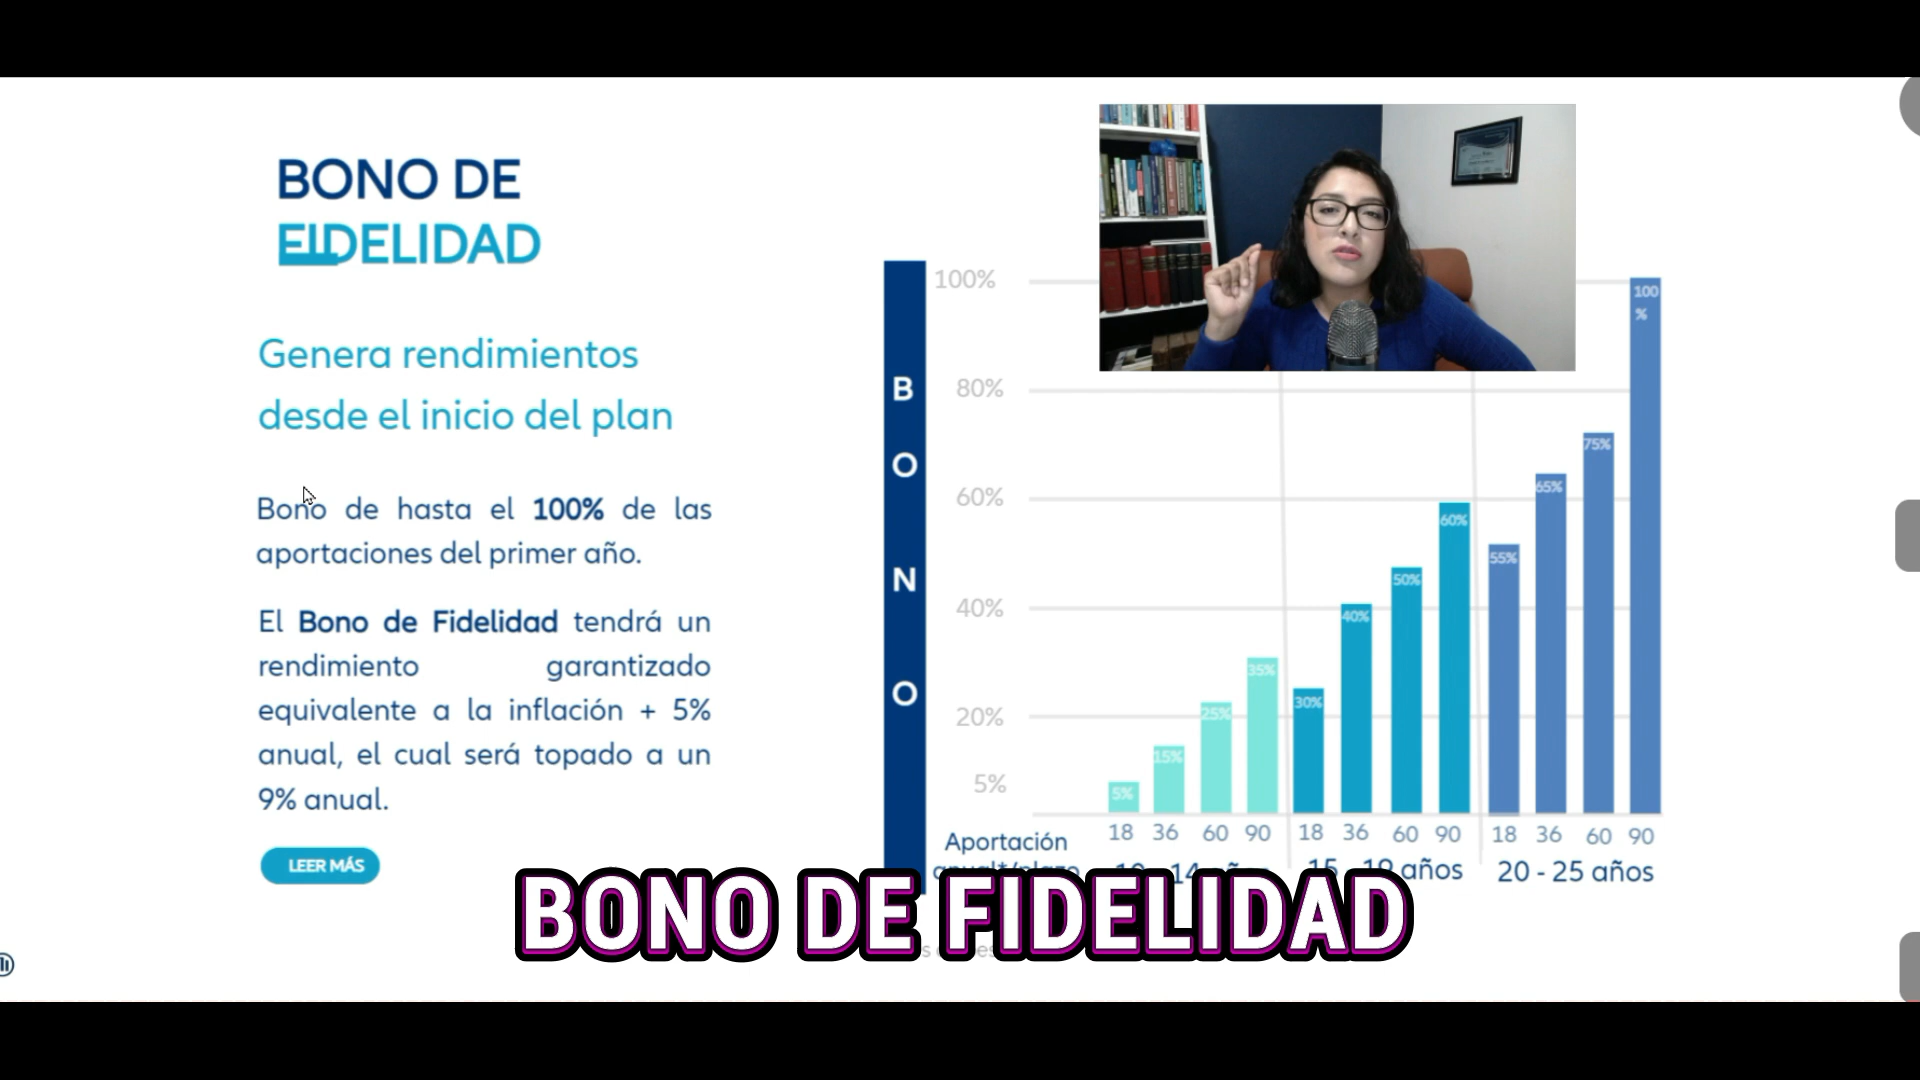 BONO DE
FIDELIDAD
Genera rendimientos
desde el inicio del plan
Bono de hasta el 100% de las
aportaciones del primer año.
El Bono de Fidelidad tendrá un
rendimiento garantizado
equivalente a la inflación + 5%
anual, el cual será topado a un
9% anual.
LEER MÁS
B
O
N
O
100%
80%
60%
40%
20%
5%
5% 15% 25% 35% 30% 40% 50% 60% 55% 65% 75% 100
%
18 36 60 90 18 36 60 90 18 36 60 90
Aportación
14 años 15 - 19 años 20 - 25 años
BONO DE FIDELIDAD